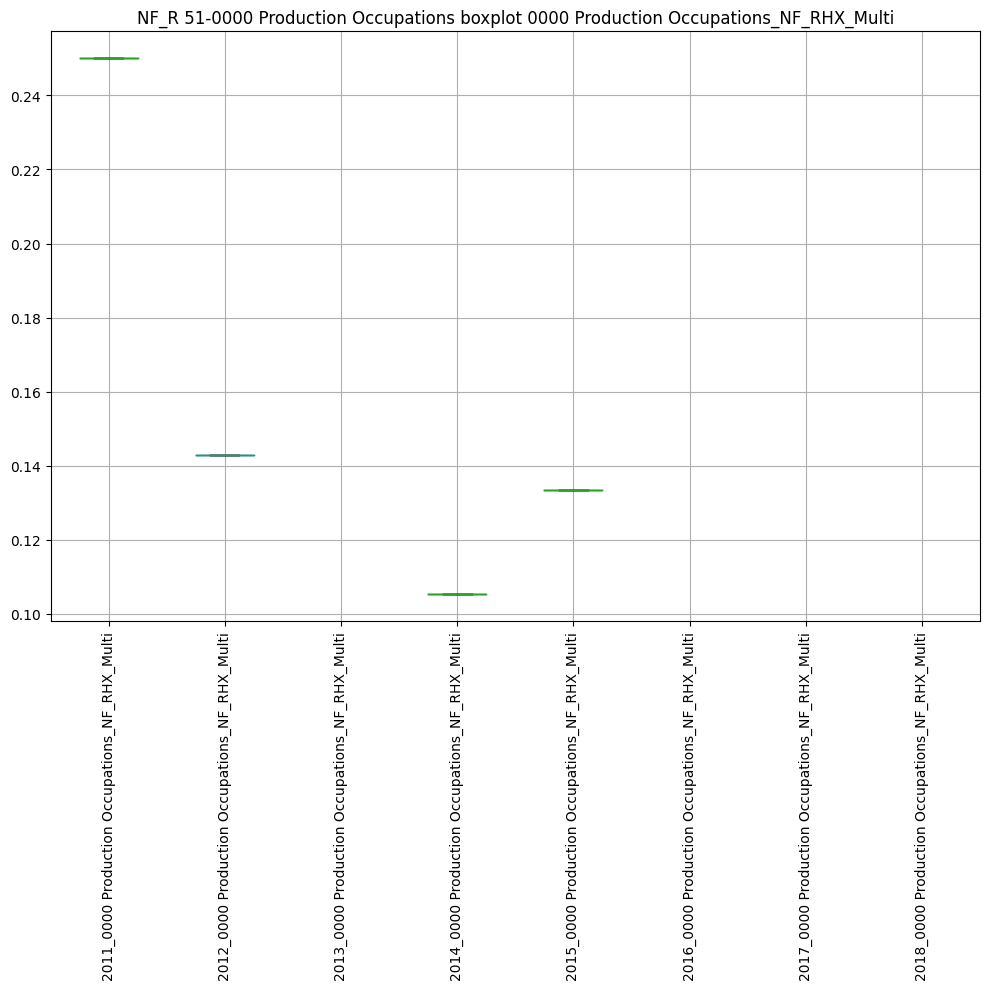 NF_R 51-0000 Production Occupations boxplot 0000 Production Occupations_NF_RHX_Multi
0.24
0.22
0.20
0.18
0.16
0.14
0.12
0.10
2011_0000 Production Occupations_NF_RHX_Multi
2012_0000 Production Occupations_NF_RHX_Multi
2013_0000 Production Occupations_NF_RHX_Multi
2014_0000 Production Occupations_NF_RHX_Multi
2015_0000 Production Occupations_NF_RHX_Multi
2016_0000 Production Occupations_NF_RHX_Multi
2017_0000 Production Occupations_NF_RHX_Multi
2018_0000 Production Occupations_NF_RHX_Multi